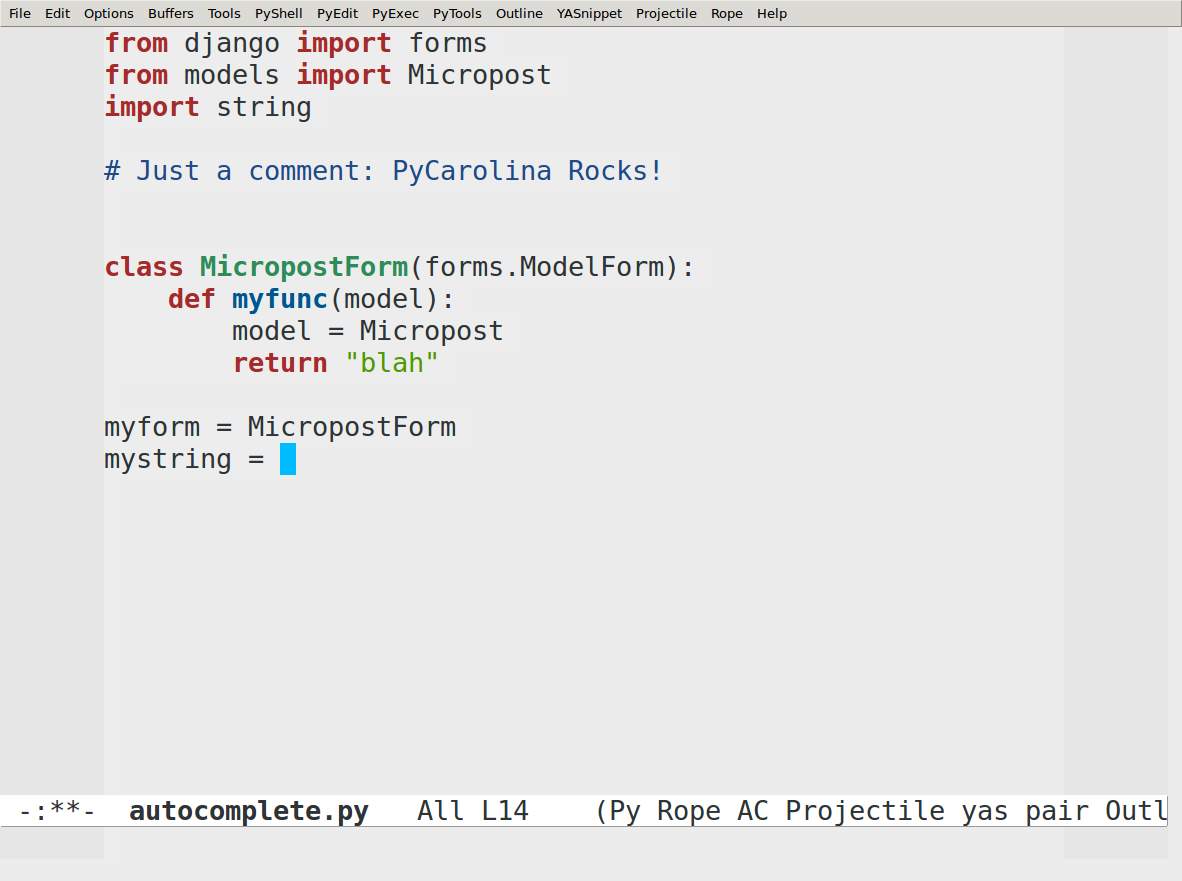 File Edit Options Buffers Tools PyShell PyEdit PyExec PyTools Outline YASnippet Projectile Rope Help
from django import forms
from models import Micropost
import string
# Just a comment: PyCarolina Rocks!
class MicropostForm(forms.ModelForm):
    def myfunc(model):
        model = Micropost
        return "blah"
myform = MicropostForm
mystring =
-:**-  autocomplete.py   All L14    (Py Rope AC Projectile yas pair Outl